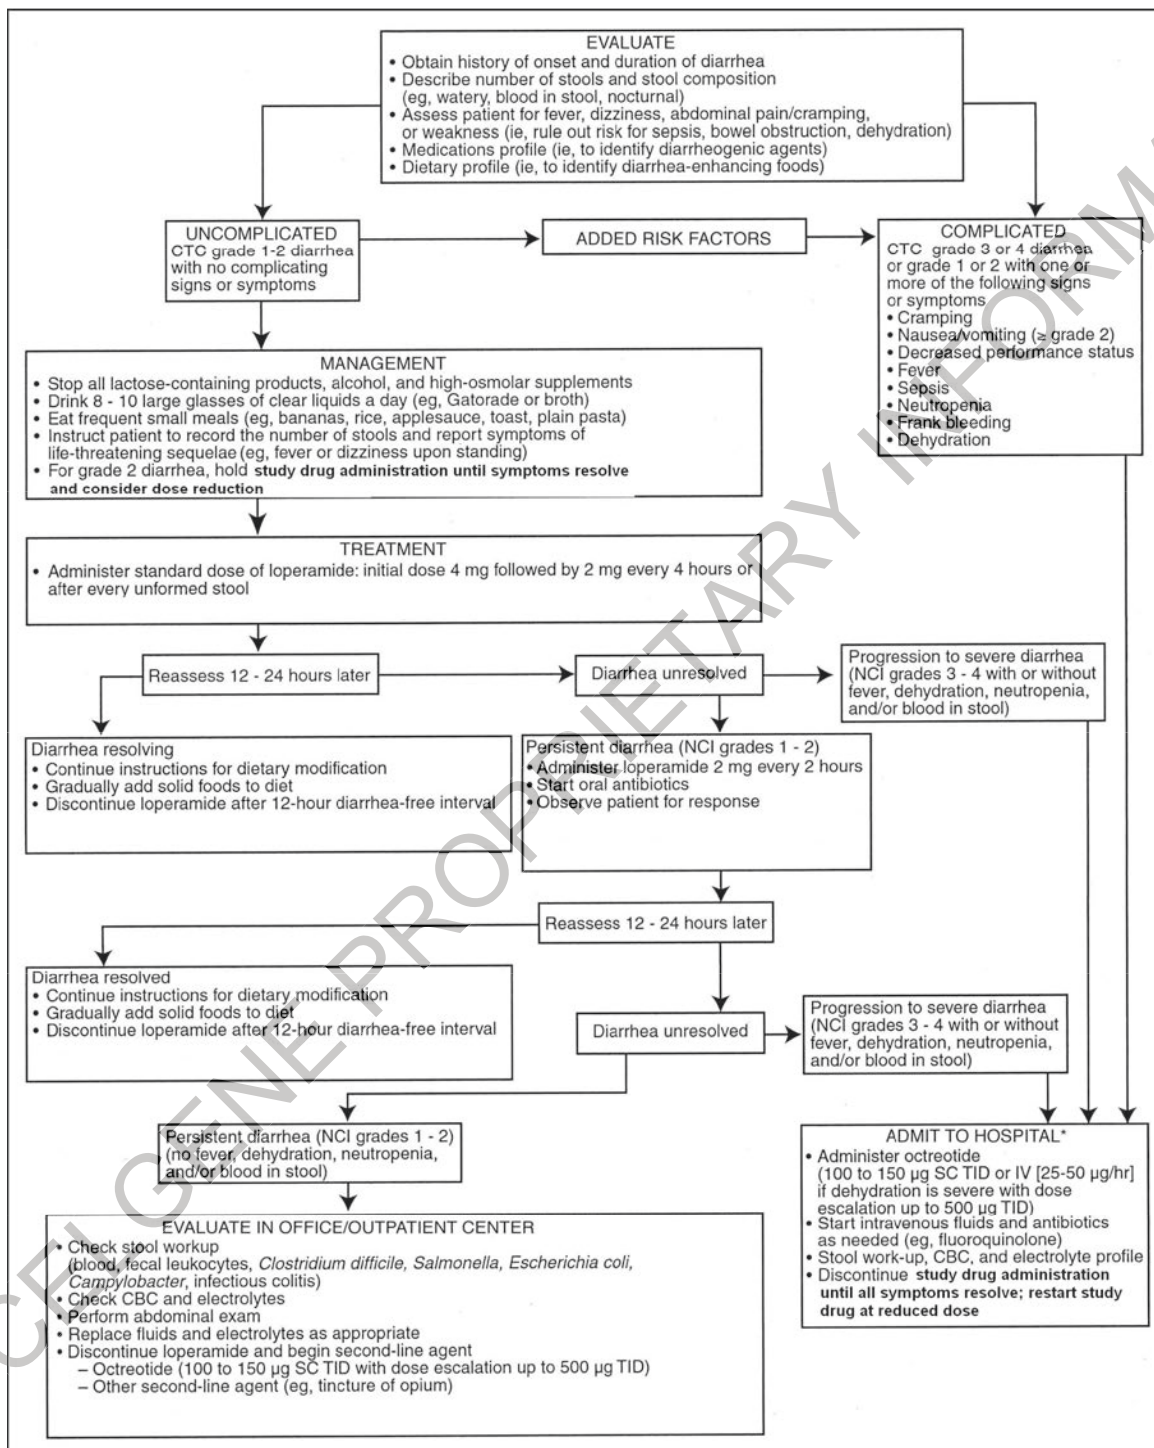 EVALUATE
• Obtain history of onset and duration of diarrhea
• Describe number of stools and stool composition
(eg, watery, blood in stool, nocturnal)
• Assess patient for fever, dizziness, abdominal pain/cramping,
or weakness (ie, rule out risk for sepsis, bowel obstruction, dehydration)
• Medications profile (ie, to identify diarrheogenic agents)
• Dietary profile (ie, to identify diarrhea-enhancing foods)
UNCOMPLICATED
CTC grade 1-2 diarrhea
with no complicating
signs or symptoms
ADDED RISK FACTORS
COMPLICATED
CTC grade 3 or 4 diarrhea
or grade 1 or 2 with one or
more of the following signs
or symptoms
• Cramping
• Nausea/vomiting (≥ grade 2)
• Decreased performance status
• Fever
• Sepsis
• Neutropenia
• Frank bleeding
• Dehydration
MANAGEMENT
• Stop all lactose-containing products, alcohol, and high-osmolar supplements
• Drink 8 - 10 large glasses of clear liquids a day (eg, Gatorade or broth)
• Eat frequent small meals (eg, bananas, rice, applesauce, toast, plain pasta)
• Instruct patient to record the number of stools and report symptoms of
life-threatening sequelae (eg, fever or dizziness upon standing)
• For grade 2 diarrhea, hold study drug administration until symptoms resolve
and consider dose reduction
TREATMENT
• Administer standard dose of loperamide: initial dose 4 mg followed by 2 mg every 4 hours or
after every unformed stool
Reassess 12 - 24 hours later
Diarrhea unresolved
Progression to severe diarrhea
(NCI grades 3 - 4 with or without
fever, dehydration, neutropenia,
and/or blood in stool)
Diarrhea resolving
• Continue instructions for dietary modification
• Gradually add solid foods to diet
• Discontinue loperamide after 12-hour diarrhea-free interval
Persistent diarrhea (NCI grades 1 - 2)
• Administer loperamide 2 mg every 2 hours
• Start oral antibiotics
• Observe patient for response
Reassess 12 - 24 hours later
Diarrhea resolved
• Continue instructions for dietary modification
• Gradually add solid foods to diet
• Discontinue loperamide after 12-hour diarrhea-free interval
Diarrhea unresolved
Progression to severe diarrhea
(NCI grades 3 - 4 with or without
fever, dehydration, neutropenia,
and/or blood in stool)
Persistent diarrhea (NCI grades 1 - 2)
(no fever, dehydration, neutropenia,
and/or blood in stool)
EVALUATE IN OFFICE/OUTPATIENT CENTER
• Check stool workup
(blood, fecal leukocytes, Clostridium difficile, Salmonella, Escherichia coli,
Campylobacter, infectious colitis)
• Check CBC and electrolytes
• Perform abdominal exam
• Replace fluids and electrolytes as appropriate
• Discontinue loperamide and begin second-line agent
– Octreotide (100 to 150 µg SC TID with dose escalation up to 500 µg TID)
– Other second-line agent (eg, tincture of opium)
ADMIT TO HOSPITAL*
• Administer octreotide
(100 to 150 µg SC TID or IV [25-50 µg/hr]
if dehydration is severe with dose
escalation up to 500 µg TID)
• Start intravenous fluids and antibiotics
as needed (eg, fluoroquinolone)
• Stool work-up, CBC, and electrolyte profile
• Discontinue study drug administration
until all symptoms resolve; restart study
drug at reduced dose
CELGENE PROPRIETARY